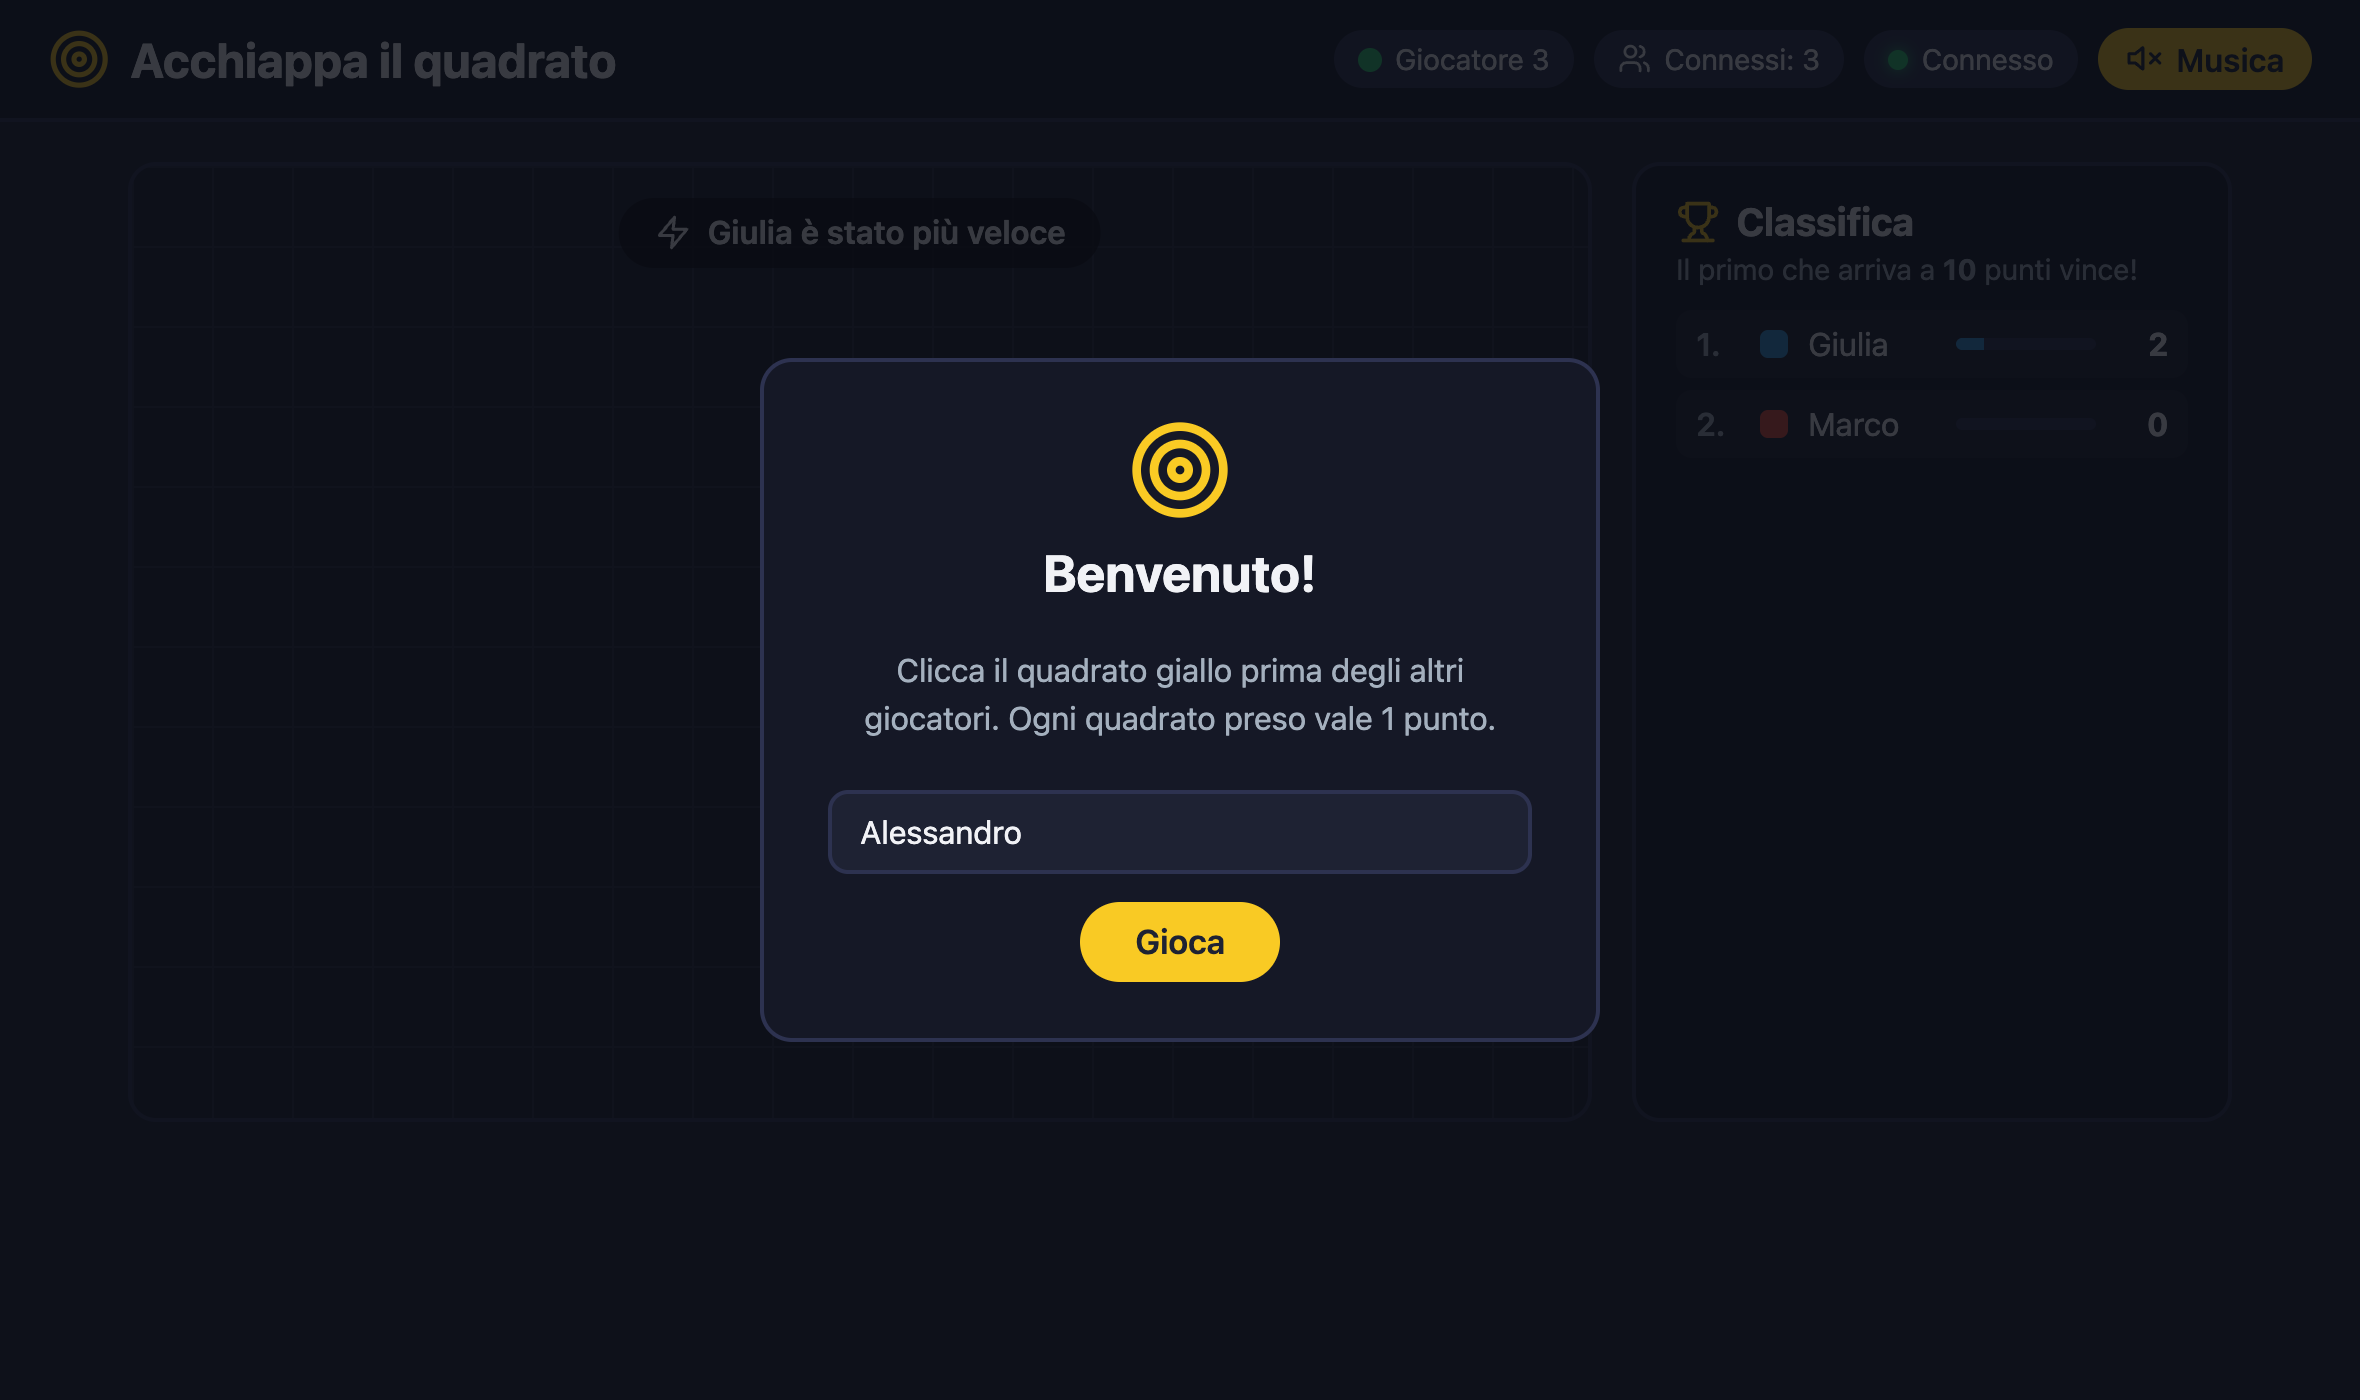 Acchiappa il quadrato
Giocatore 3
Connessi: 3
Connesso
Musica
Giulia è stato più veloce
Classifica
Il primo che arriva a 10 punti vince!
1. Giulia 2
2. Marco 0
Benvenuto!
Clicca il quadrato giallo prima degli altri
giocatori. Ogni quadrato preso vale 1 punto.
Alessandro
Gioca